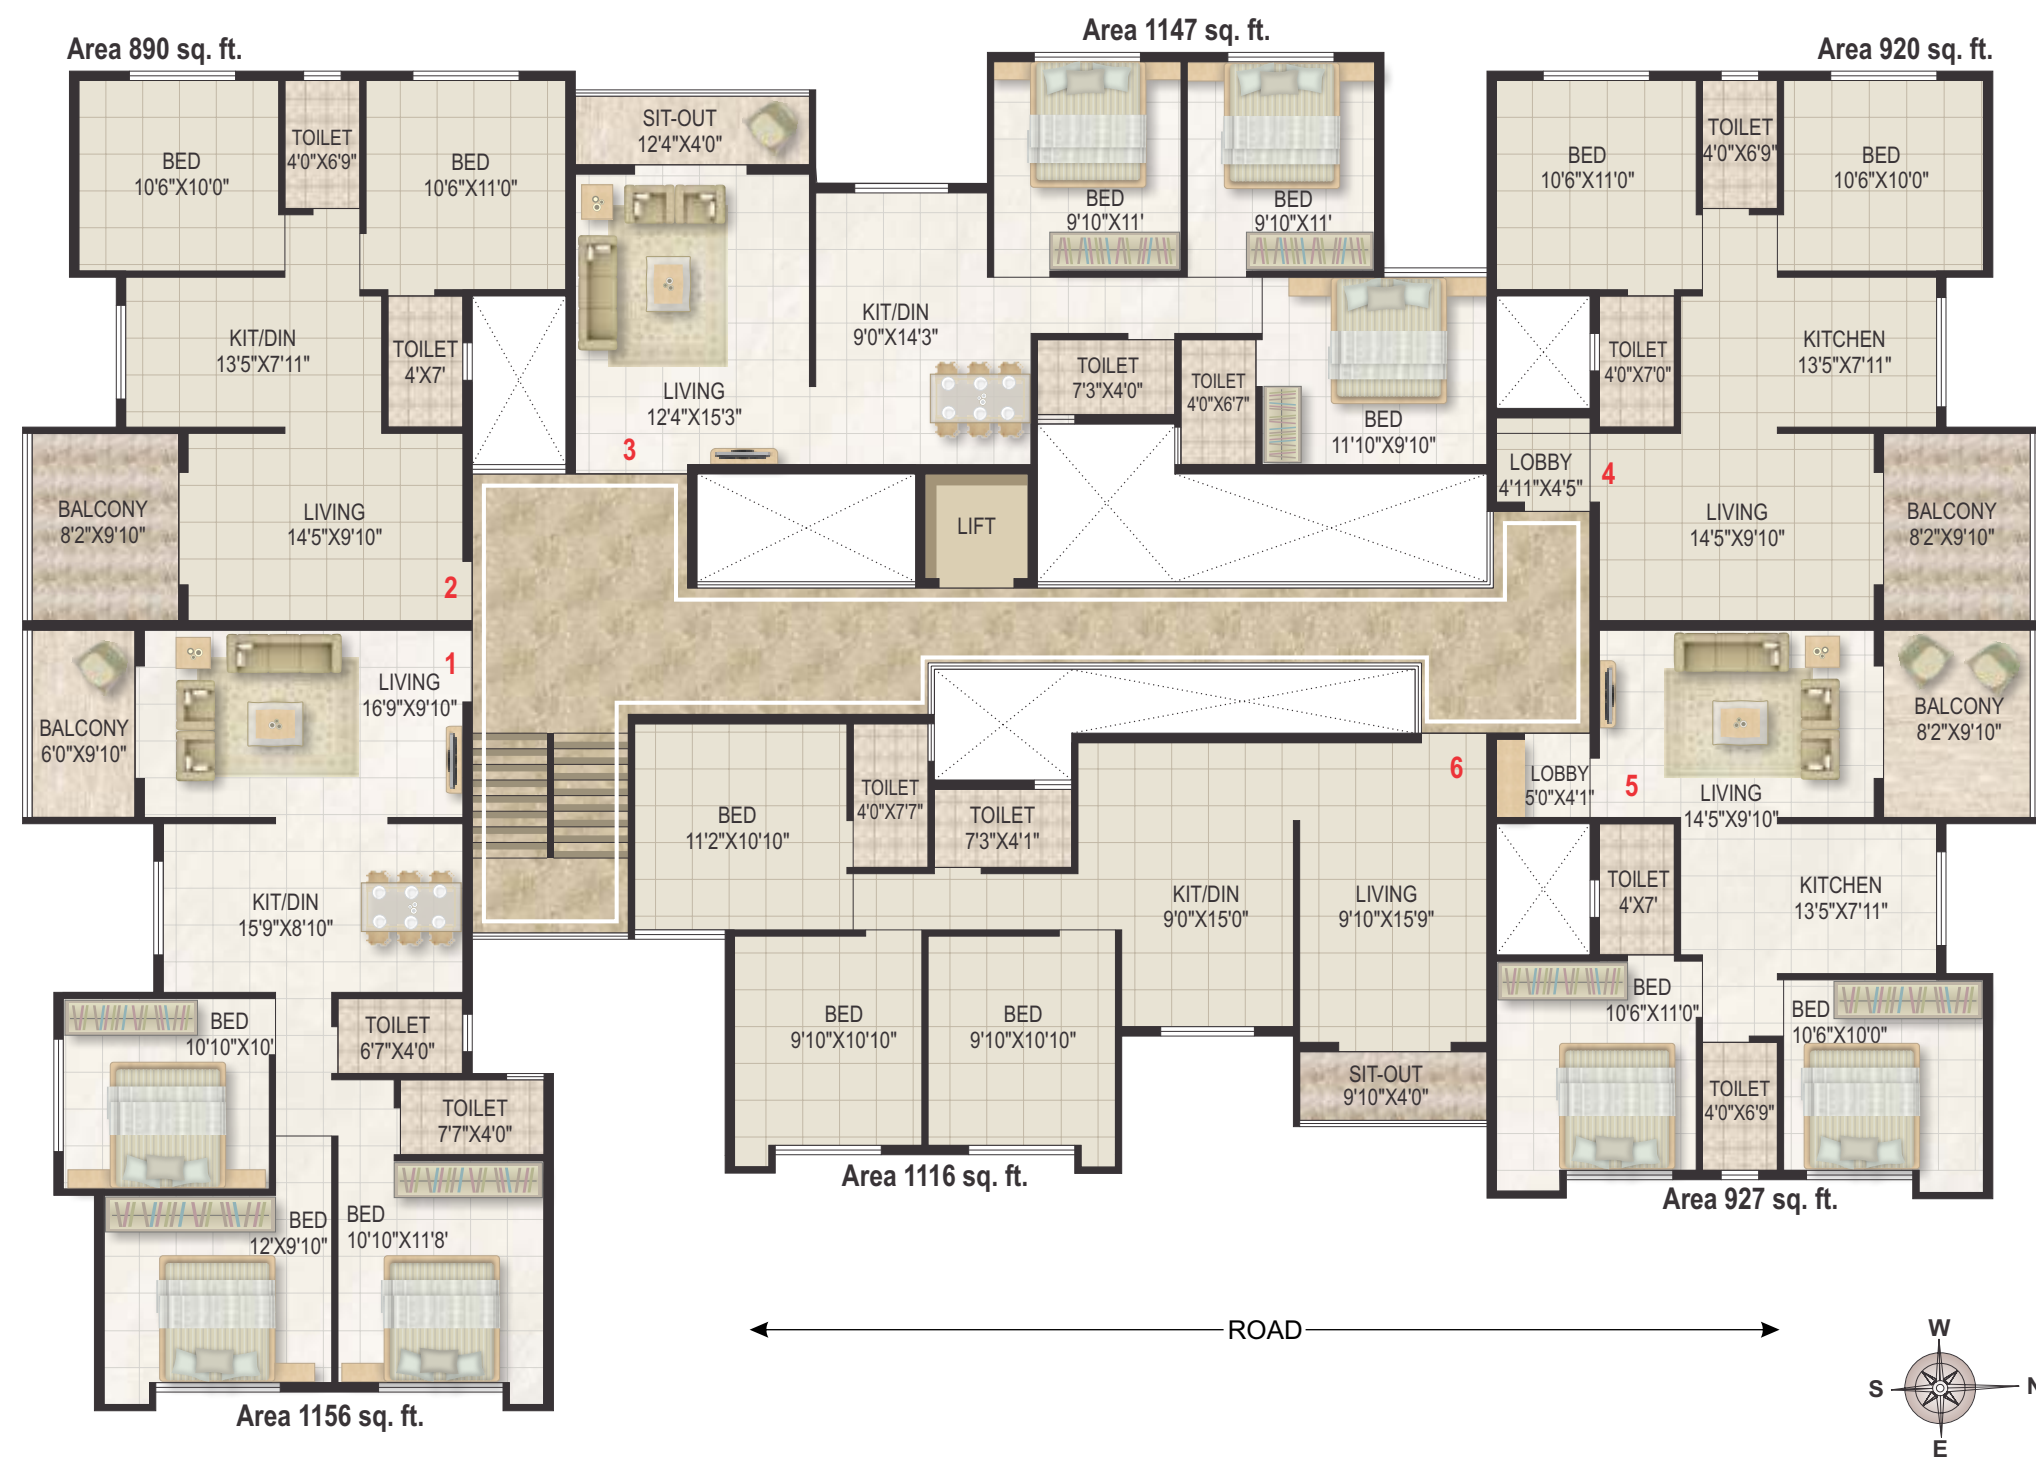 Area 890 sq. ft.
Area 1147 sq. ft.
Area 920 sq. ft.
BED
10'6"X10'0"
TOILET
4'0"X6'9"
BED
10'6"X11'0"
KIT/DIN
13'5"X7'11"
TOILET
4'X7'
BALCONY
8'2"X9'10"
LIVING
14'5"X9'10"
2
SIT-OUT
12'4"X4'0"
LIVING
12'4"X15'3"
3
KIT/DIN
9'0"X14'3"
BED
9'10"X11'
BED
9'10"X11'
TOILET
7'3"X4'0"
TOILET
4'0"X6'7"
BED
11'10"X9'10"
LIFT
BED
10'6"X11'0"
TOILET
4'0"X6'9"
BED
10'6"X10'0"
TOILET
4'0"X7'0"
KITCHEN
13'5"X7'11"
LOBBY
4'11"X4'5"
4
LIVING
14'5"X9'10"
BALCONY
8'2"X9'10"
1
LIVING
16'9"X9'10"
BALCONY
6'0"X9'10"
KIT/DIN
15'9"X8'10"
BED
10'10"X10'
TOILET
6'7"X4'0"
TOILET
7'7"X4'0"
BED
12'X9'10"
BED
10'10"X11'8'
Area 1156 sq. ft.
BED
11'2"X10'10"
TOILET
4'0"X7'7"
TOILET
7'3"X4'1"
KIT/DIN
9'0"X15'0"
LIVING
9'10"X15'9"
6
BED
9'10"X10'10"
BED
9'10"X10'10"
SIT-OUT
9'10"X4'0"
Area 1116 sq. ft.
LOBBY
5'0"X4'1"
5
LIVING
14'5"X9'10"
BALCONY
8'2"X9'10"
TOILET
4'X7'
KITCHEN
13'5"X7'11"
BED
10'6"X11'0"
BED
10'6"X10'0"
TOILET
4'0"X6'9"
Area 927 sq. ft.
ROAD
W
S
N
E